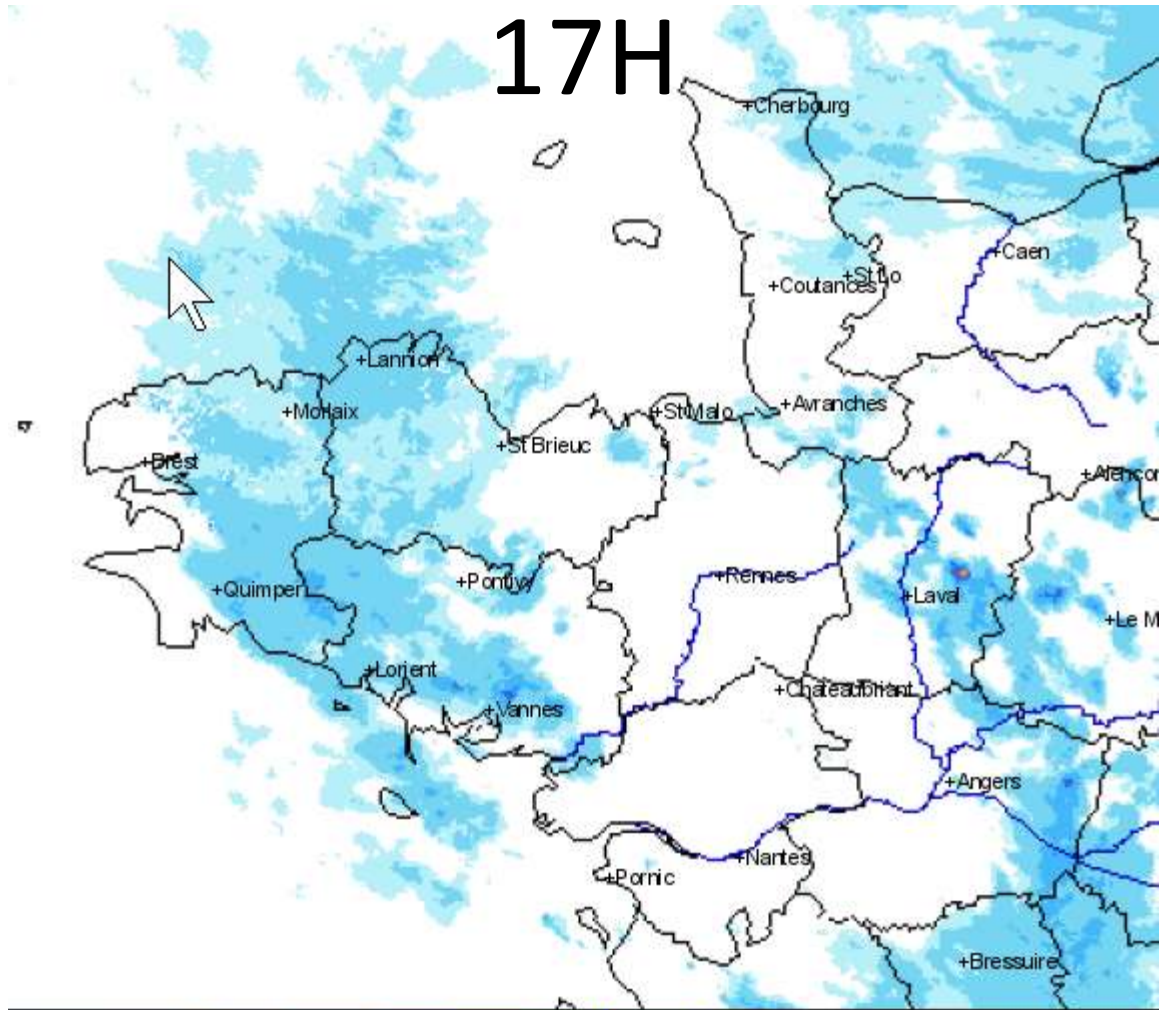 17H
+Cherbourg
+Caen
+St Lo
+Coutances
+Lannion
+Morlaix
+St Malo
+Avranches
+St Brieuc
+Brest
+Alencon
+Pontivy
+Rennes
+Quimper
+Laval
+Le M
+Lorient
+Chateaubriant
+Vannes
+Angers
+Nantes
+Pornic
+Bressuire